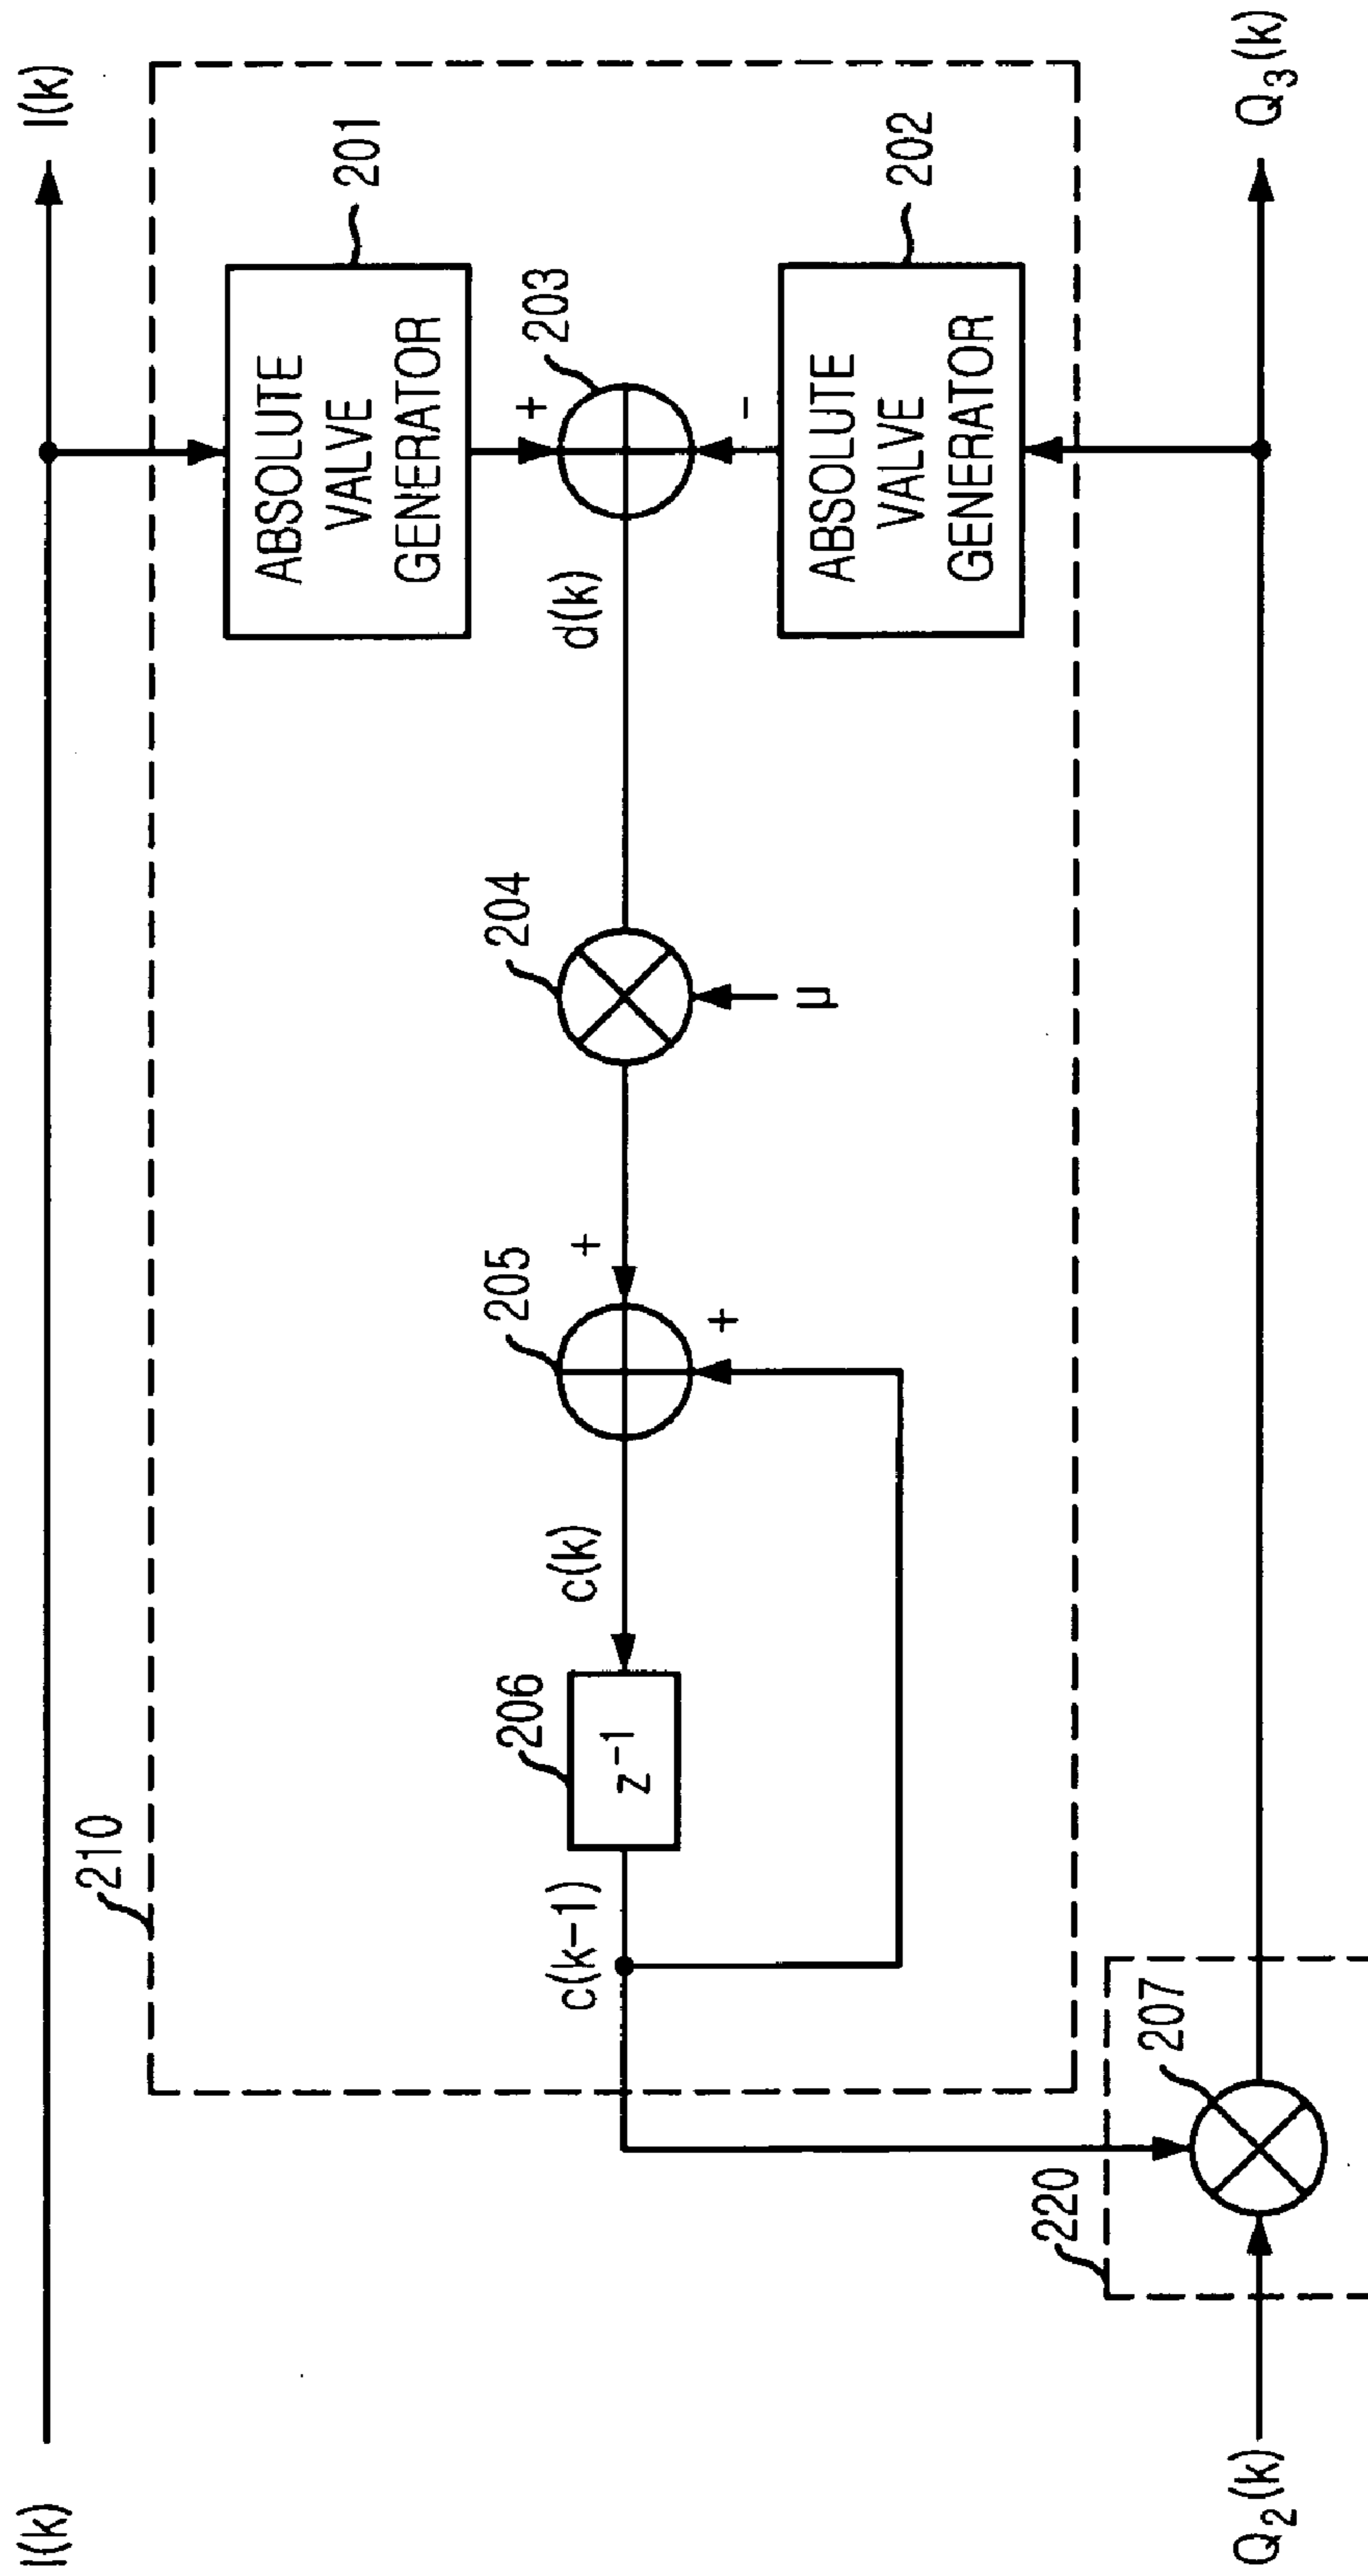 I(k)
I(k)
210
ABSOLUTE
VALVE
GENERATOR
201
203
+
-
d(k)
204
μ
205
+
+
c(k)
206
z⁻¹
c(k-1)
ABSOLUTE
VALVE
GENERATOR
202
220
207
Q₂(k)
Q₃(k)